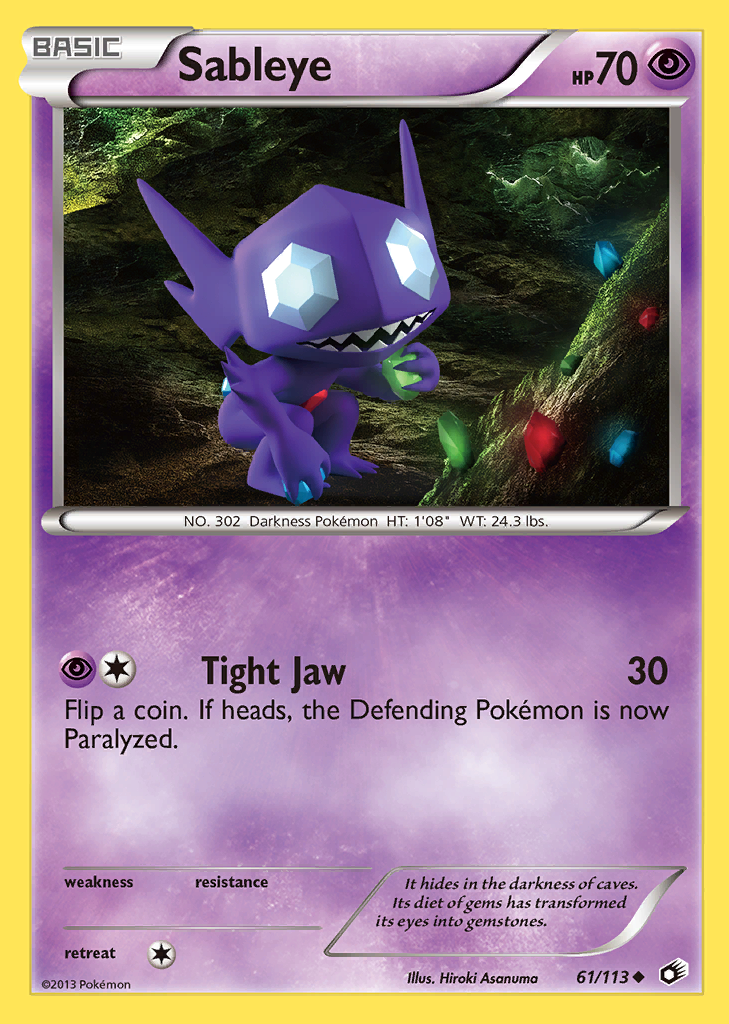 BASIC
Sableye
HP 70
NO. 302 Darkness Pokémon HT: 1'08" WT: 24.3 lbs.
Tight Jaw 30
Flip a coin. If heads, the Defending Pokémon is now
Paralyzed.
weakness resistance
It hides in the darkness of caves.
Its diet of gems has transformed
its eyes into gemstones.
retreat
©2013 Pokémon
Illus. Hiroki Asanuma 61/113